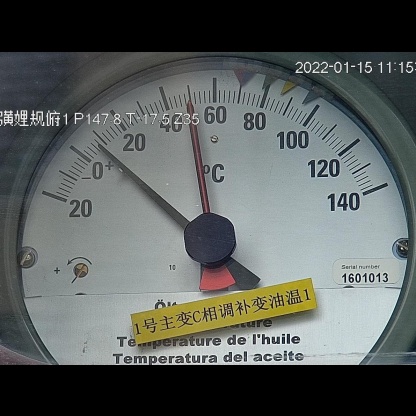 2022-01-15 11:15:
俯1 P147.8 T-17.5 Z35
20 0 20 40 60 80 100 120 140
+
°C
+
10
Serial number
1601013
1号主变C相调补变油温1
Température de l'huile
Temperatura del aceite